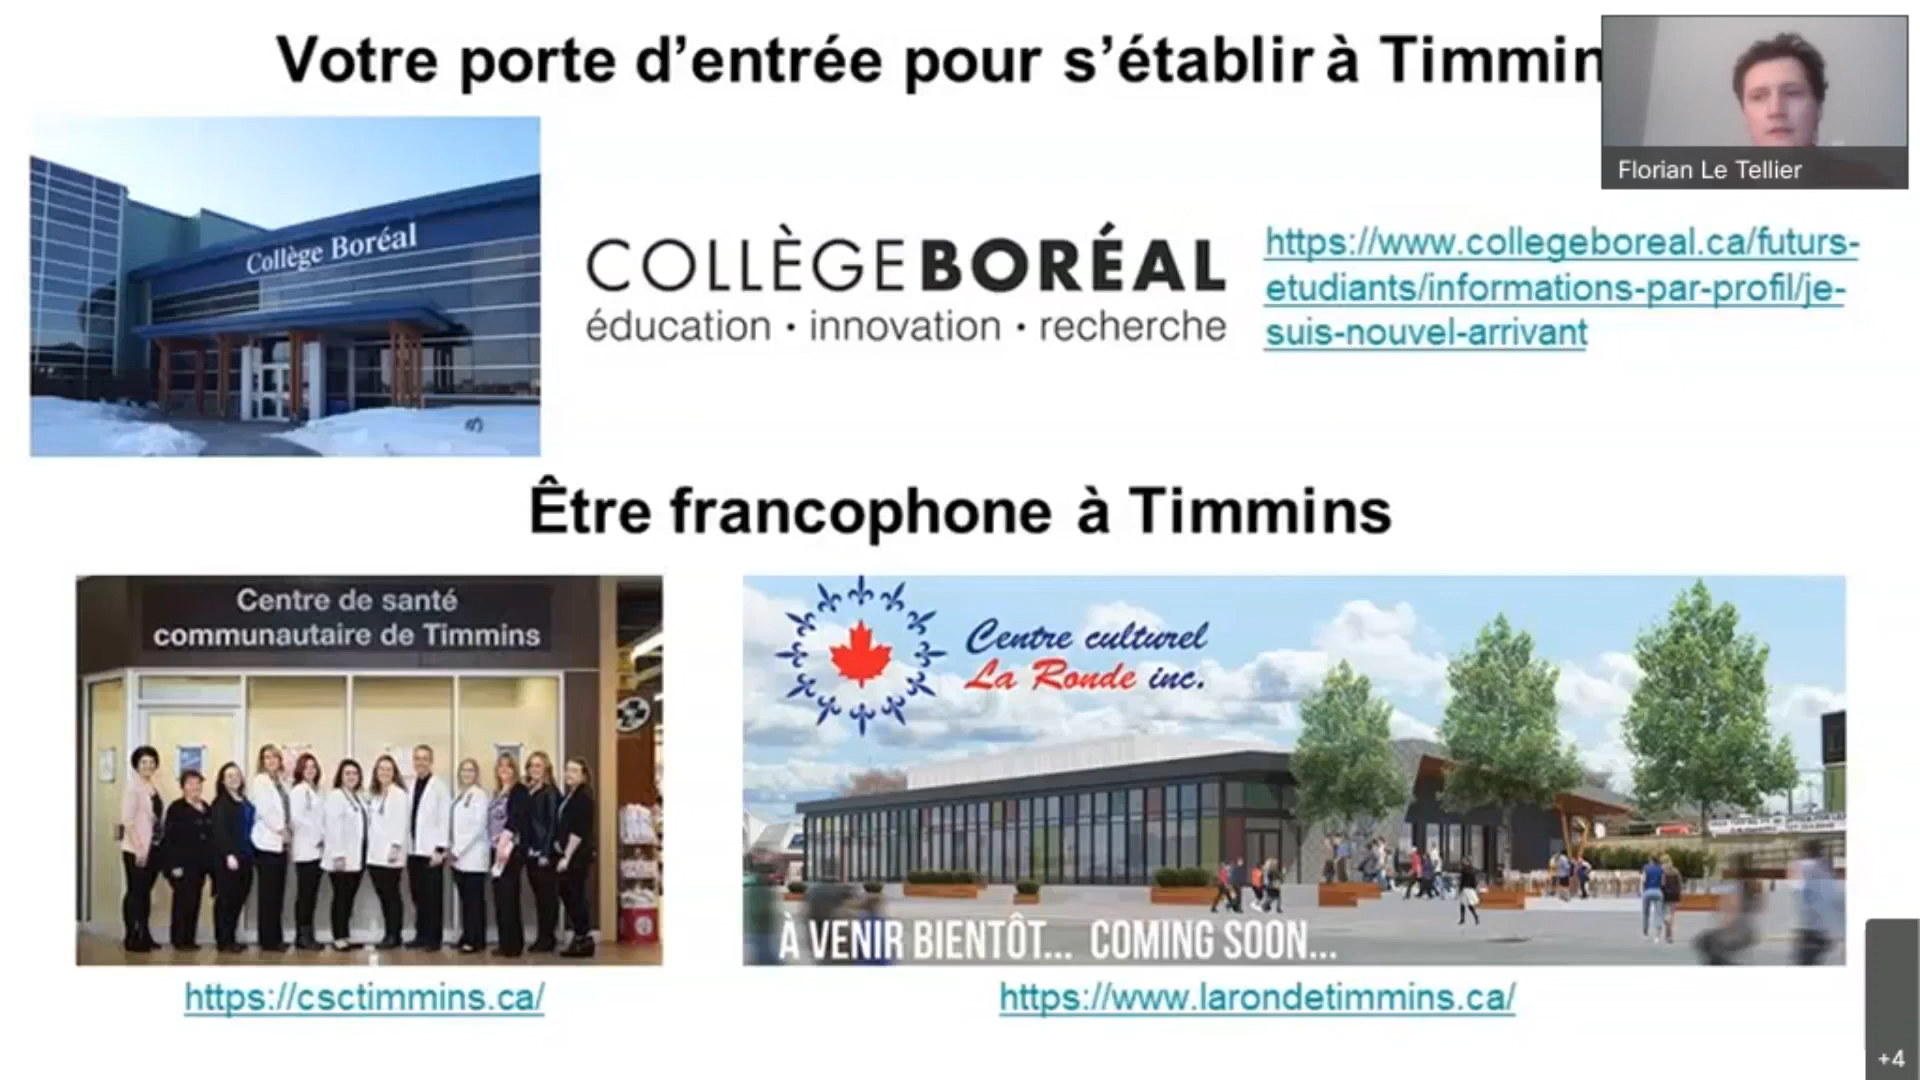 Votre porte d’entrée pour s’établir à Timmin
Florian Le Tellier
Collège Boréal
COLLÈGE BORÉAL
éducation • innovation • recherche
https://www.collegeboreal.ca/futurs-
etudiants/informations-par-profil/je-
suis-nouvel-arrivant
Être francophone à Timmins
Centre de santé
communautaire de Timmins
Centre culturel
La Ronde inc.
À VENIR BIENTÔT... COMING SOON...
https://csctimmins.ca/
https://www.larondetimmins.ca/
+4